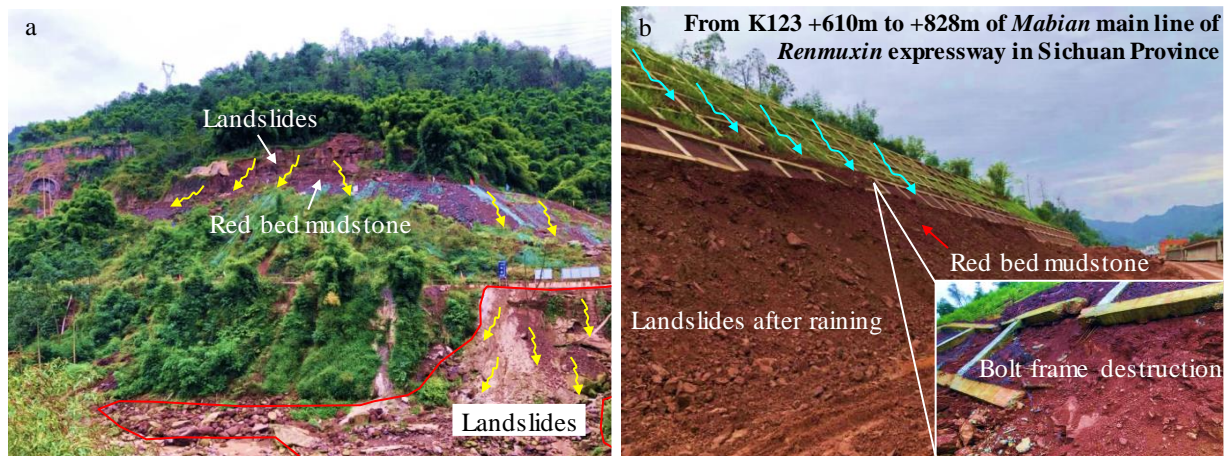 a
Landslides
Red bed mudstone
Landslides
b
From K123 +610m to +828m of Mabian main line of
Renmuxin expressway in Sichuan Province
Red bed mudstone
Landslides after raining
Bolt frame destruction